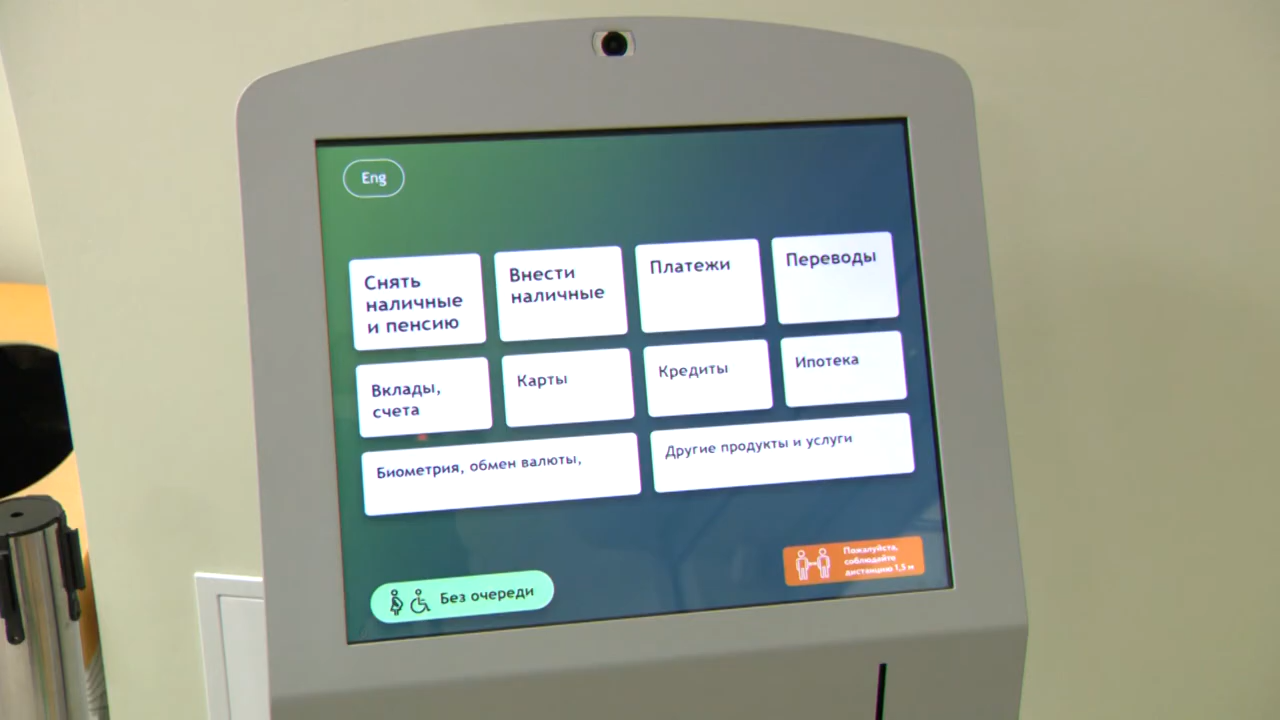 Eng
Снять
наличные
и пенсию
Внести
наличные
Платежи
Переводы
Вклады,
счета
Карты
Кредиты
Ипотека
Биометрия, обмен валюты,
Другие продукты и услуги
Без очереди
Пожалуйста,
соблюдайте
дистанцию 1,5 м